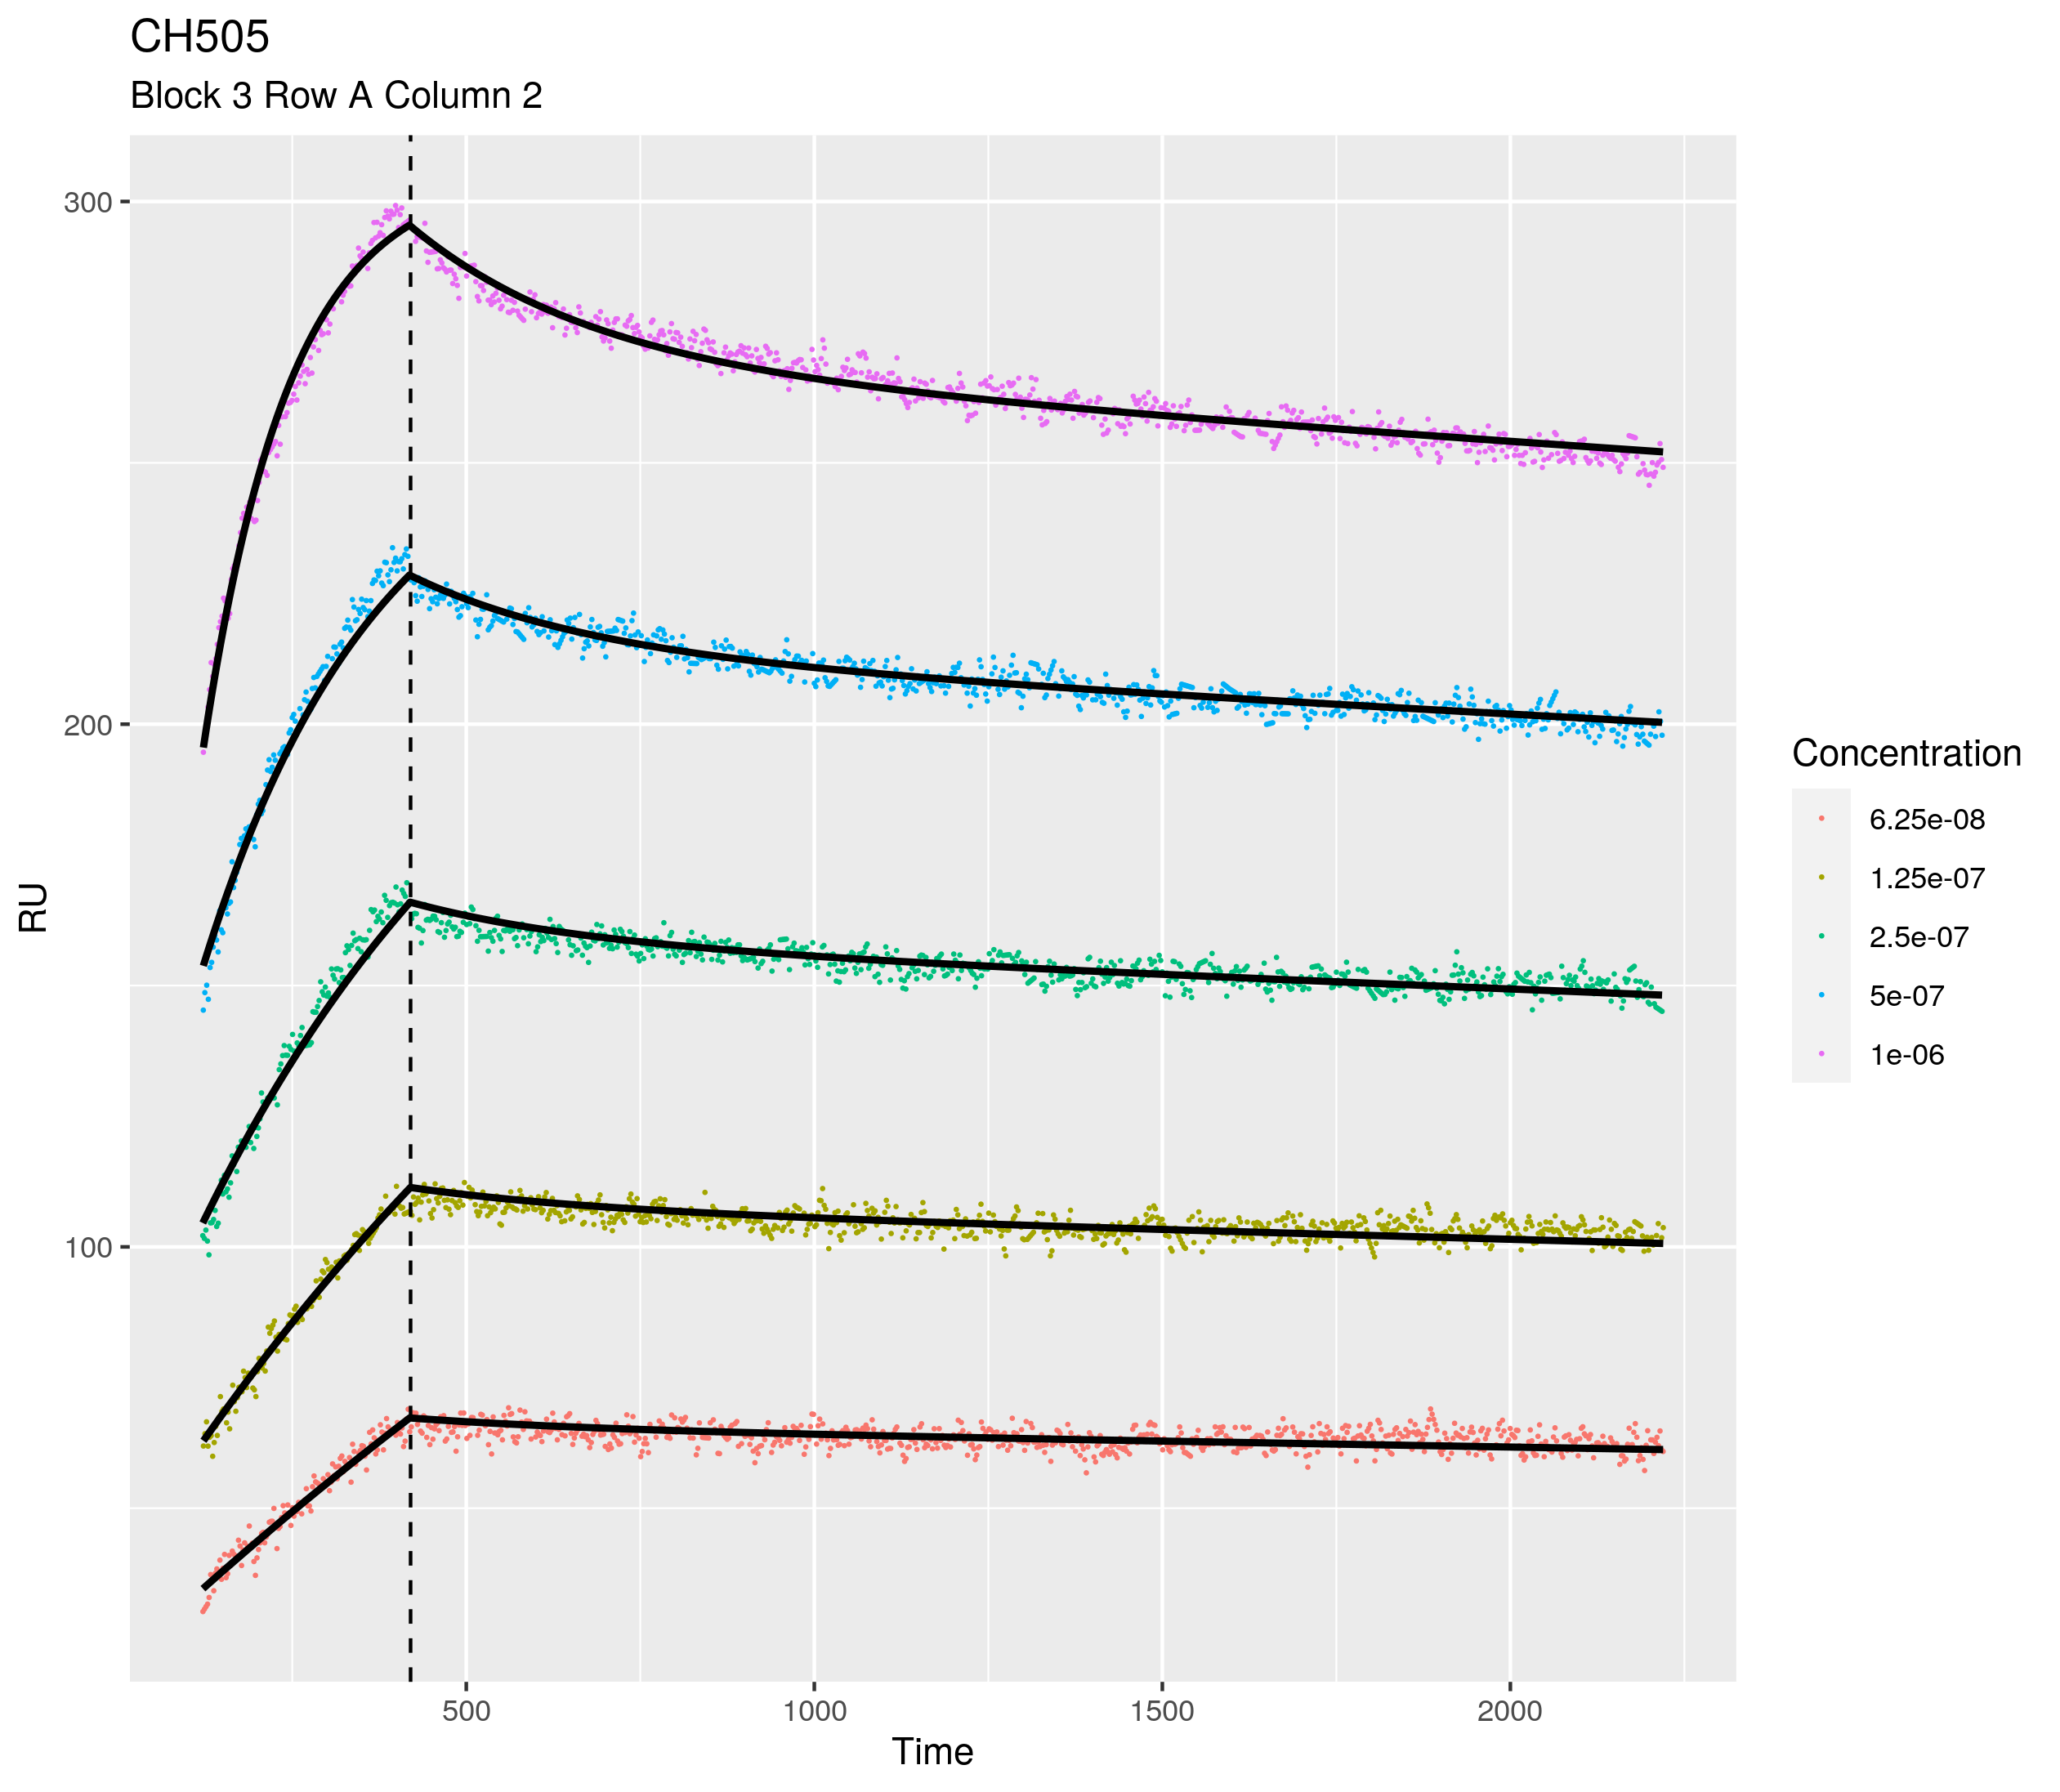 CH505
Block 3 Row A Column 2
300
200
100
RU
500 1000 1500 2000
Time
Concentration
6.25e-08
1.25e-07
2.5e-07
5e-07
1e-06